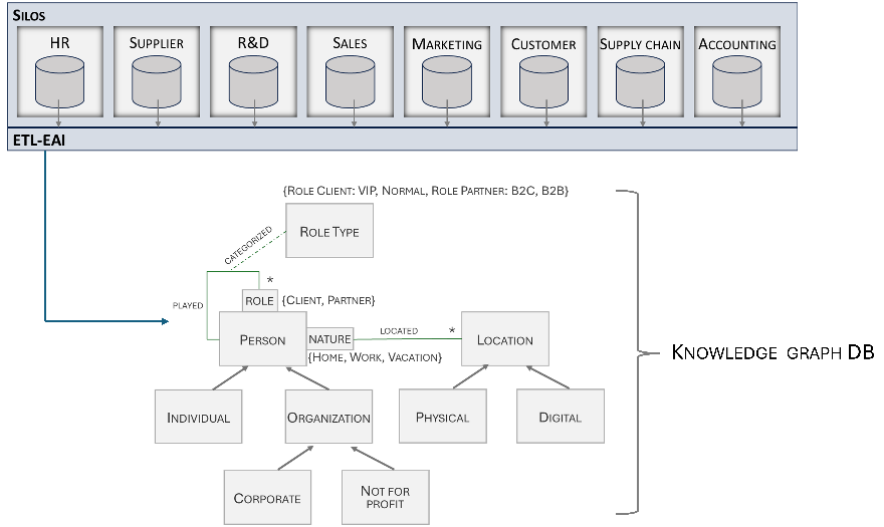 SILOS
HR
SUPPLIER
R&D
SALES
MARKETING
CUSTOMER
SUPPLY CHAIN
ACCOUNTING
ETL-EAI
{ROLE CLIENT: VIP, NORMAL, ROLE PARTNER: B2C, B2B}
ROLE TYPE
CATEGORIZED
*
PLAYED
ROLE
{CLIENT, PARTNER}
PERSON
NATURE
LOCATED
*
LOCATION
{HOME, WORK, VACATION}
KNOWLEDGE GRAPH DB
INDIVIDUAL
ORGANIZATION
PHYSICAL
DIGITAL
CORPORATE
NOT FOR
PROFIT